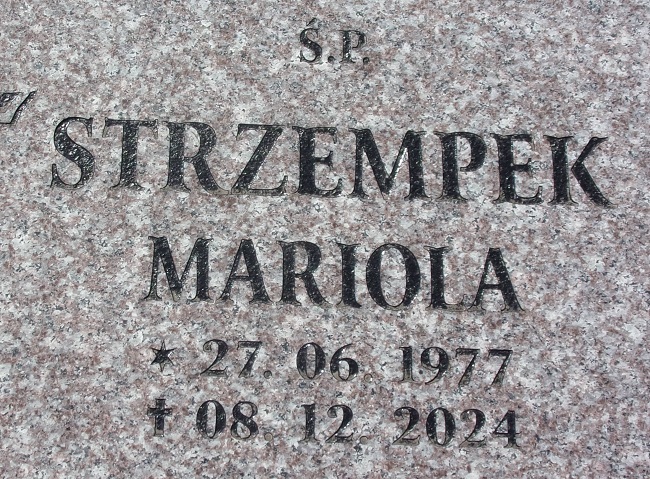 Ś.P.
STRZEMPEK
MARIOLA
* 27. 06. 1977
✝ 08. 12. 2024